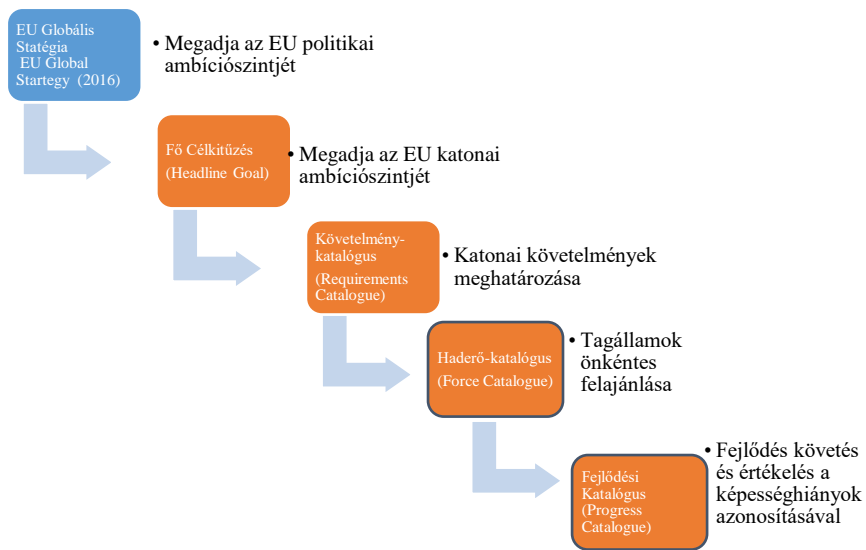 EU Globális
Statégia
EU Global
Startegy (2016)
• Megadja az EU politikai
ambíciószintjét
Fő Célkitűzés
(Headline Goal)
• Megadja az EU katonai
ambíciószintjét
Követelmény-
katalógus
(Requirements
Catalogue)
• Katonai követelmények
meghatározása
Haderő-katalógus
(Force Catalogue)
• Tagállamok
önkéntes
felajánlása
Fejlődési
Katalógus
(Progress
Catalogue)
• Fejlődés követés
és értékelés a
képességhiányok
azonosításával